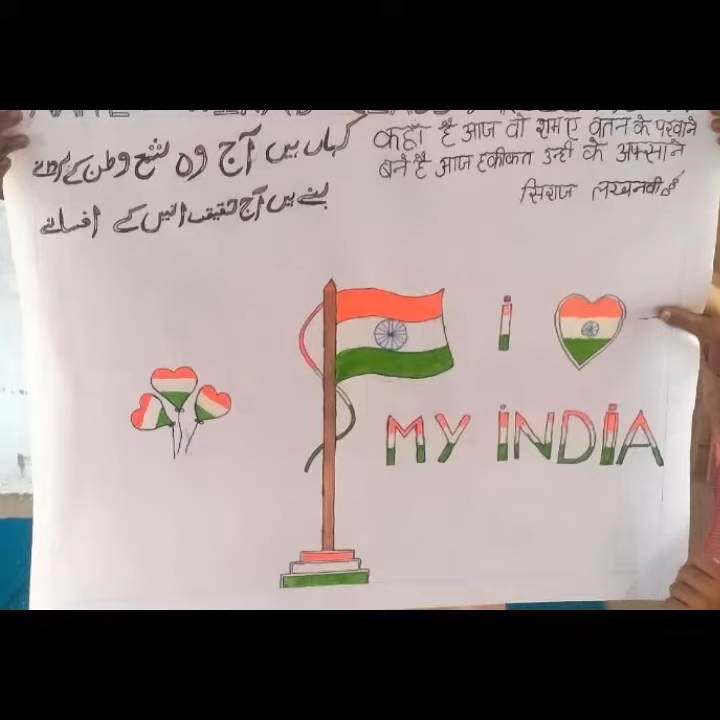 कहाँ है आज वो शमए वतन के परवाने
बने है आज हकीकत उन्ही के अफ्साने
सिराज लखनवी
کہاں ہیں آج وہ شمع وطن کے پروانے
بنے ہیں آج حقیقت انہیں کے افسانے
i
MY iNDiA